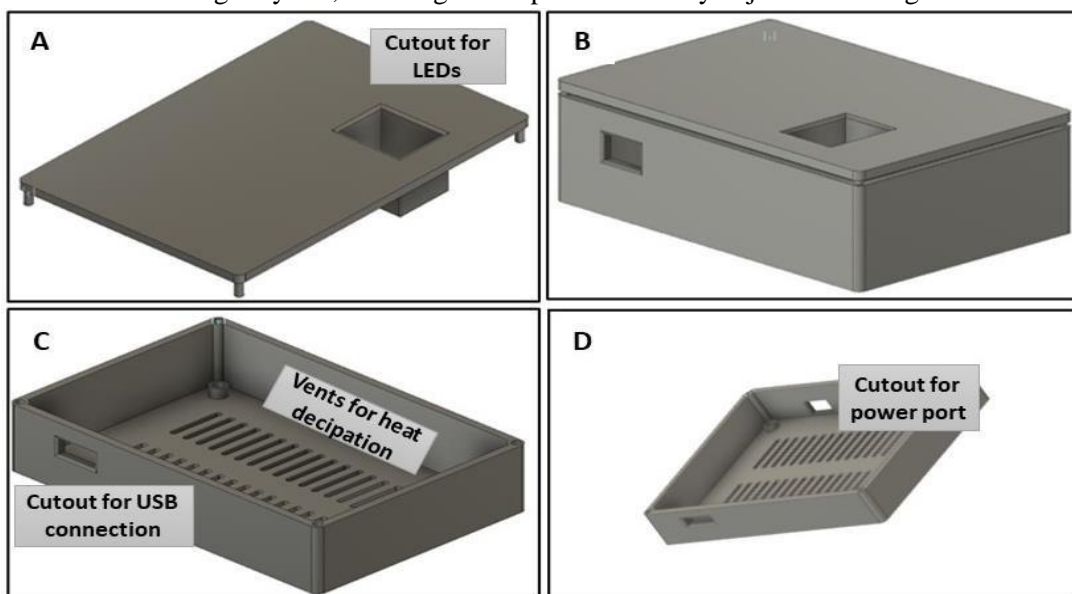 A
Cutout for
LEDs
B
C
Vents for heat
decipation
Cutout for USB
connection
D
Cutout for
power port